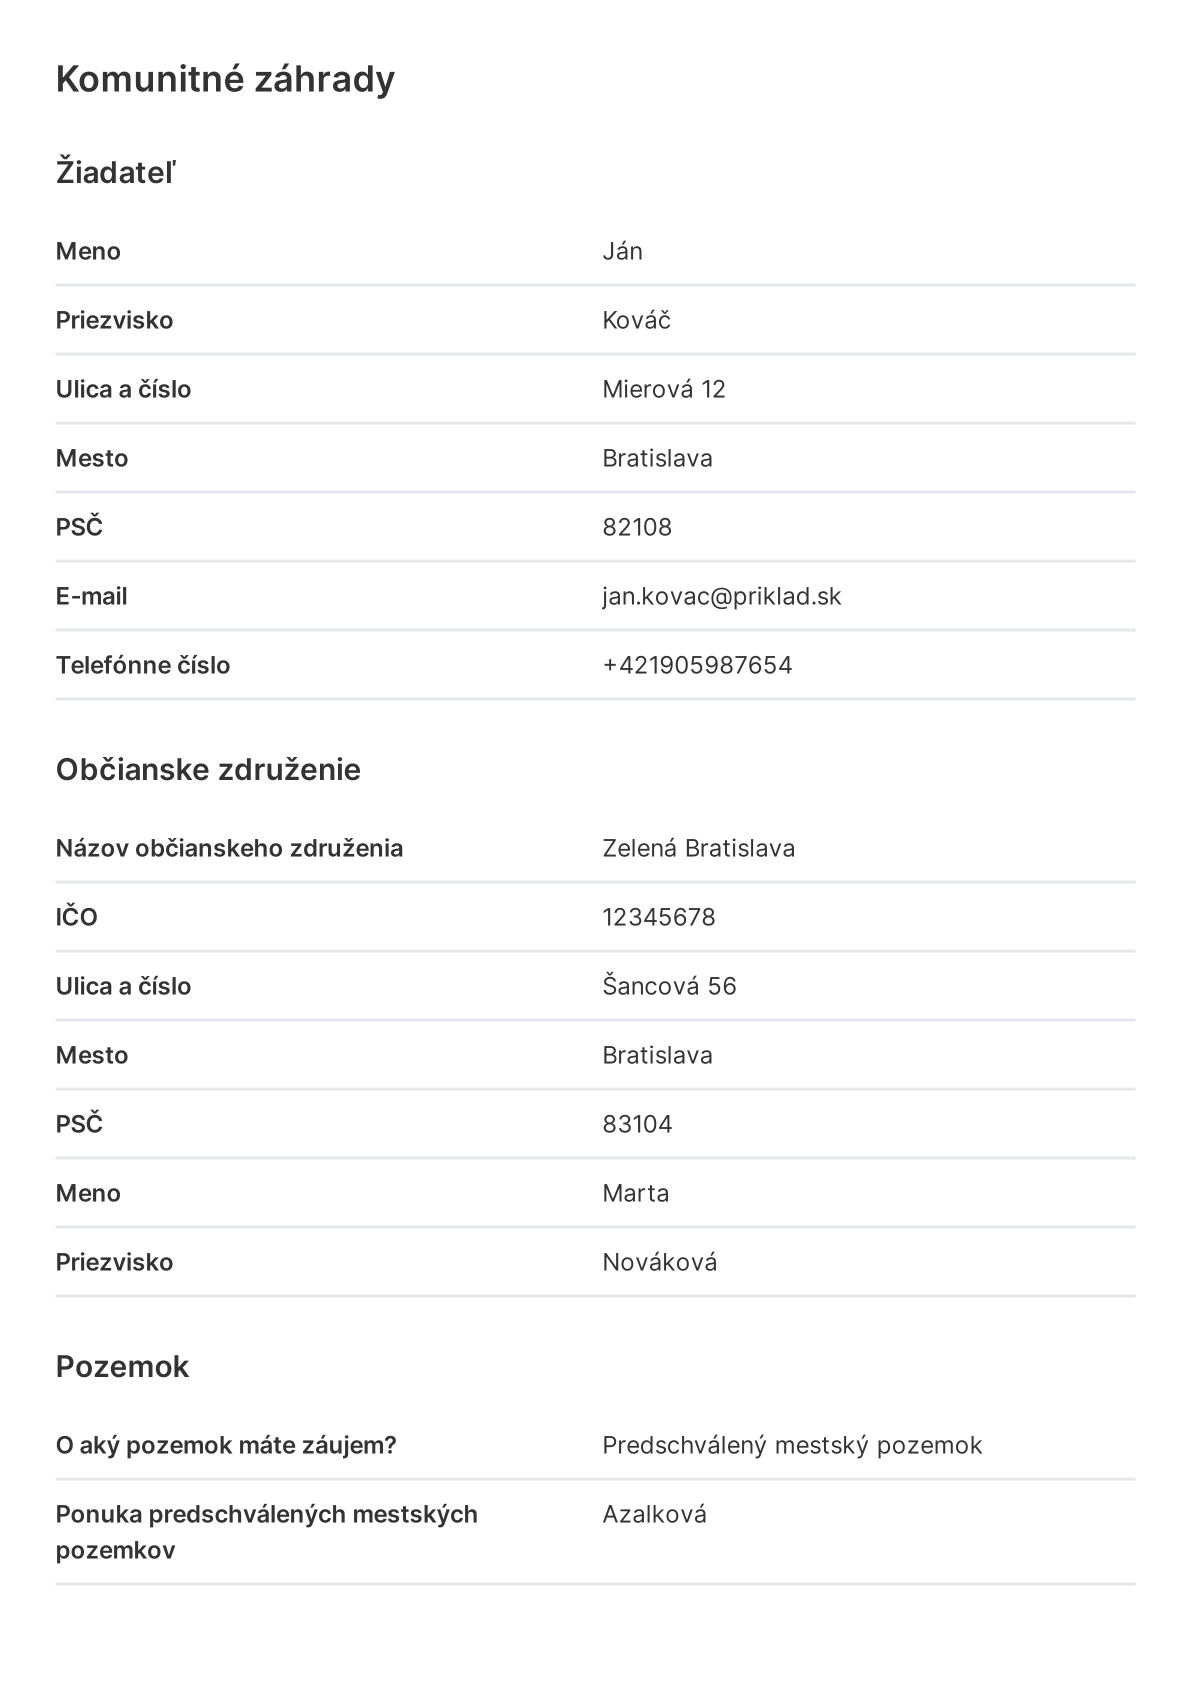 Komunitné záhrady
Žiadateľ
Meno Ján
Priezvisko Kováč
Ulica a číslo Mierová 12
Mesto Bratislava
PSČ 82108
E-mail jan.kovac@priklad.sk
Telefónne číslo +421905987654
Občianske združenie
Názov občianskeho združenia Zelená Bratislava
IČO 12345678
Ulica a číslo Šancová 56
Mesto Bratislava
PSČ 83104
Meno Marta
Priezvisko Nováková
Pozemok
O aký pozemok máte záujem? Predschválený mestský pozemok
Ponuka predschválených mestských Azalková
pozemkov